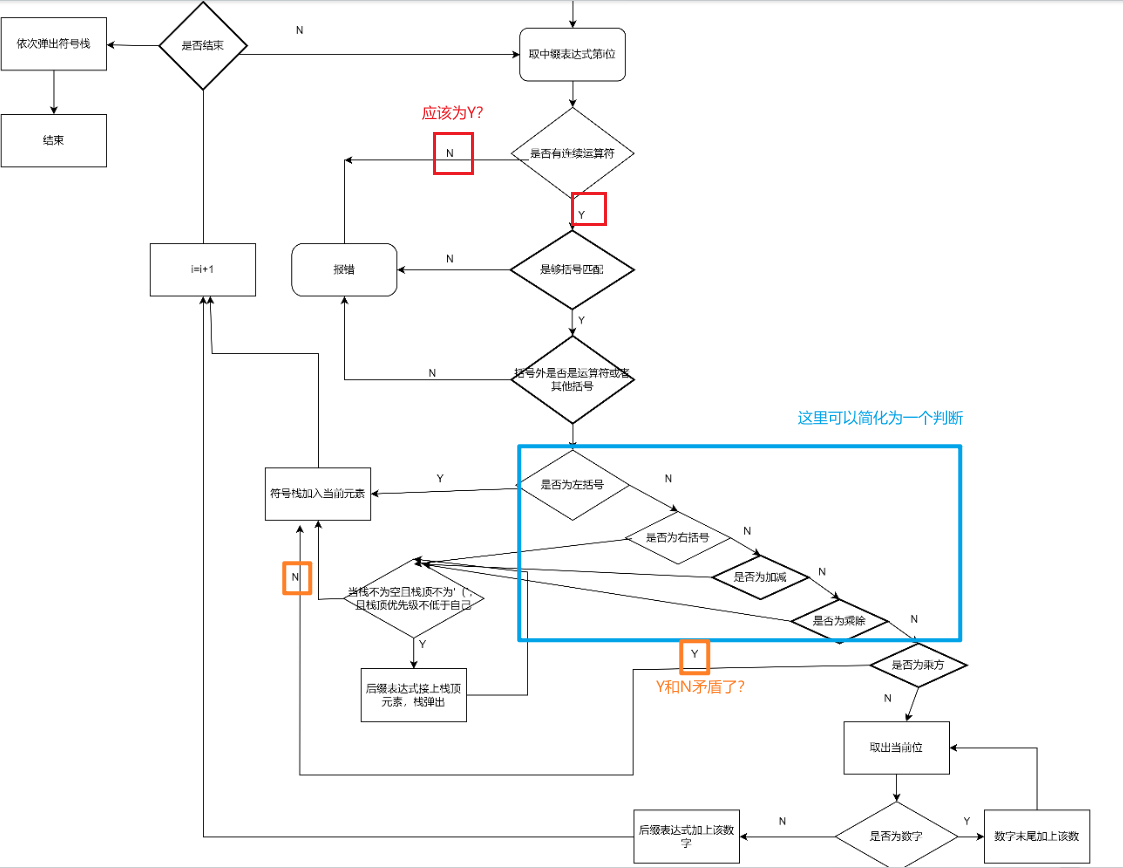 N
依次弹出符号栈
是否结束
取中缀表达式第i位
应该为Y？
结束
N
是否有连续运算符
Y
i=i+1
报错
N
是够括号匹配
Y
N
括号外是否是运算符或者
其他括号
这里可以简化为一个判断
Y
是否为左括号
N
符号栈加入当前元素
是否为右括号
N
N
当栈不为空且栈顶不为'（',
且栈顶优先级不低于自己
是否为加减
N
是否为乘除
N
Y
Y
是否为乘方
后缀表达式接上栈顶
元素，栈弹出
Y和N矛盾了？
N
取出当前位
后缀表达式加上该数
字
N
是否为数字
Y
数字末尾加上该数